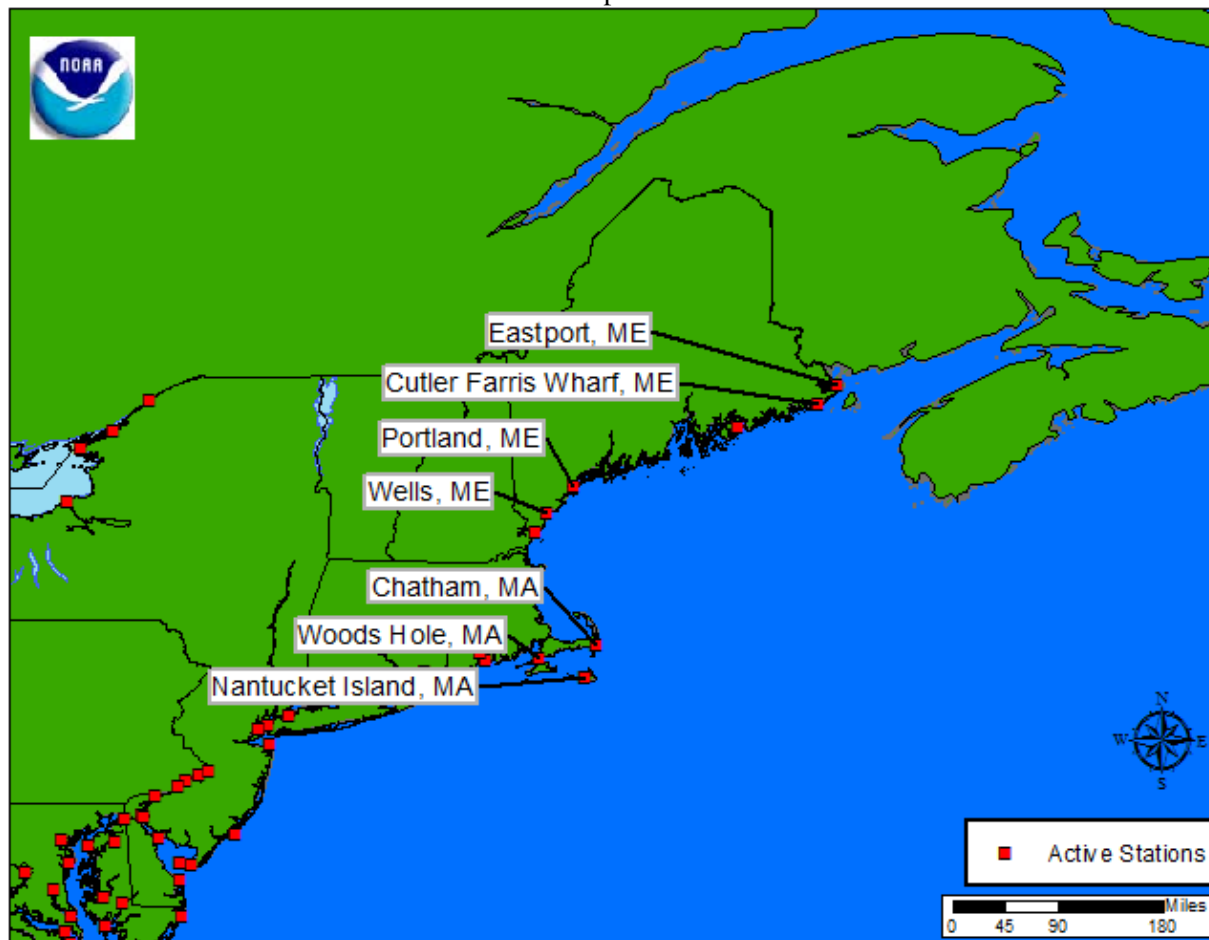 NOAA
Eastport, ME
Cutler Farris Wharf, ME
Portland, ME
Wells, ME
Chatham, MA
Woods Hole, MA
Nantucket Island, MA
N
W E
S
Active Stations
Miles
0 45 90 180